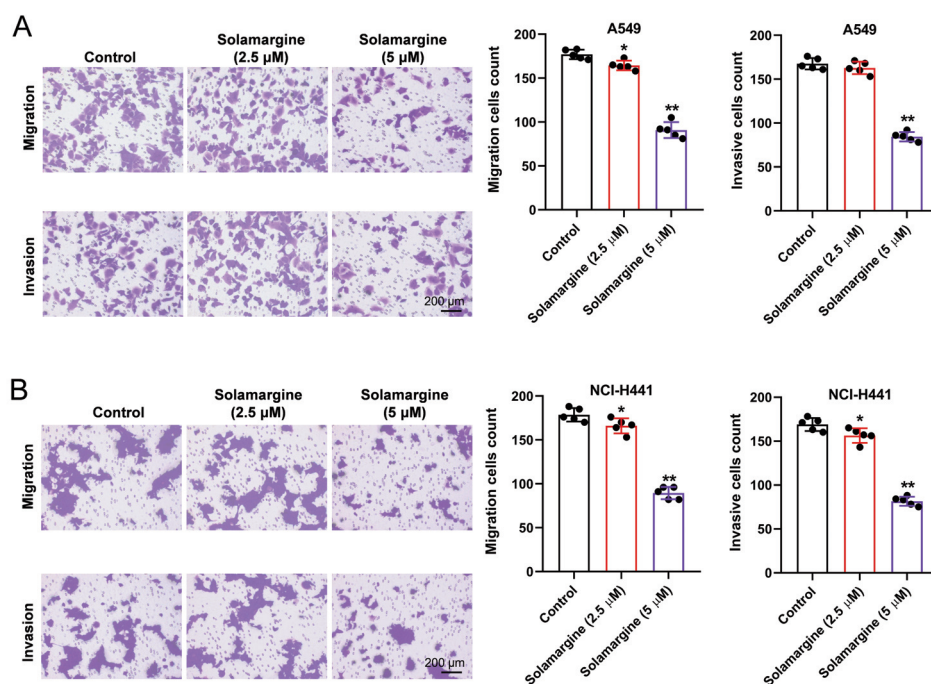 A
Control
Solamargine
(2.5 µM)
Solamargine
(5 µM)
Migration
Invasion
200 µm
A549
Migration cells count
200
150
100
50
0
*
**
Control
Solamargine (2.5 µM)
Solamargine (5 µM)
A549
Invasive cells count
200
150
100
50
0
**
Control
Solamargine (2.5 µM)
Solamargine (5 µM)
B
Control
Solamargine
(2.5 µM)
Solamargine
(5 µM)
Migration
Invasion
200 µm
NCI-H441
Migration cells count
200
150
100
50
0
*
**
Control
Solamargine (2.5 µM)
Solamargine (5 µM)
NCI-H441
Invasive cells count
200
150
100
50
0
*
**
Control
Solamargine (2.5 µM)
Solamargine (5 µM)